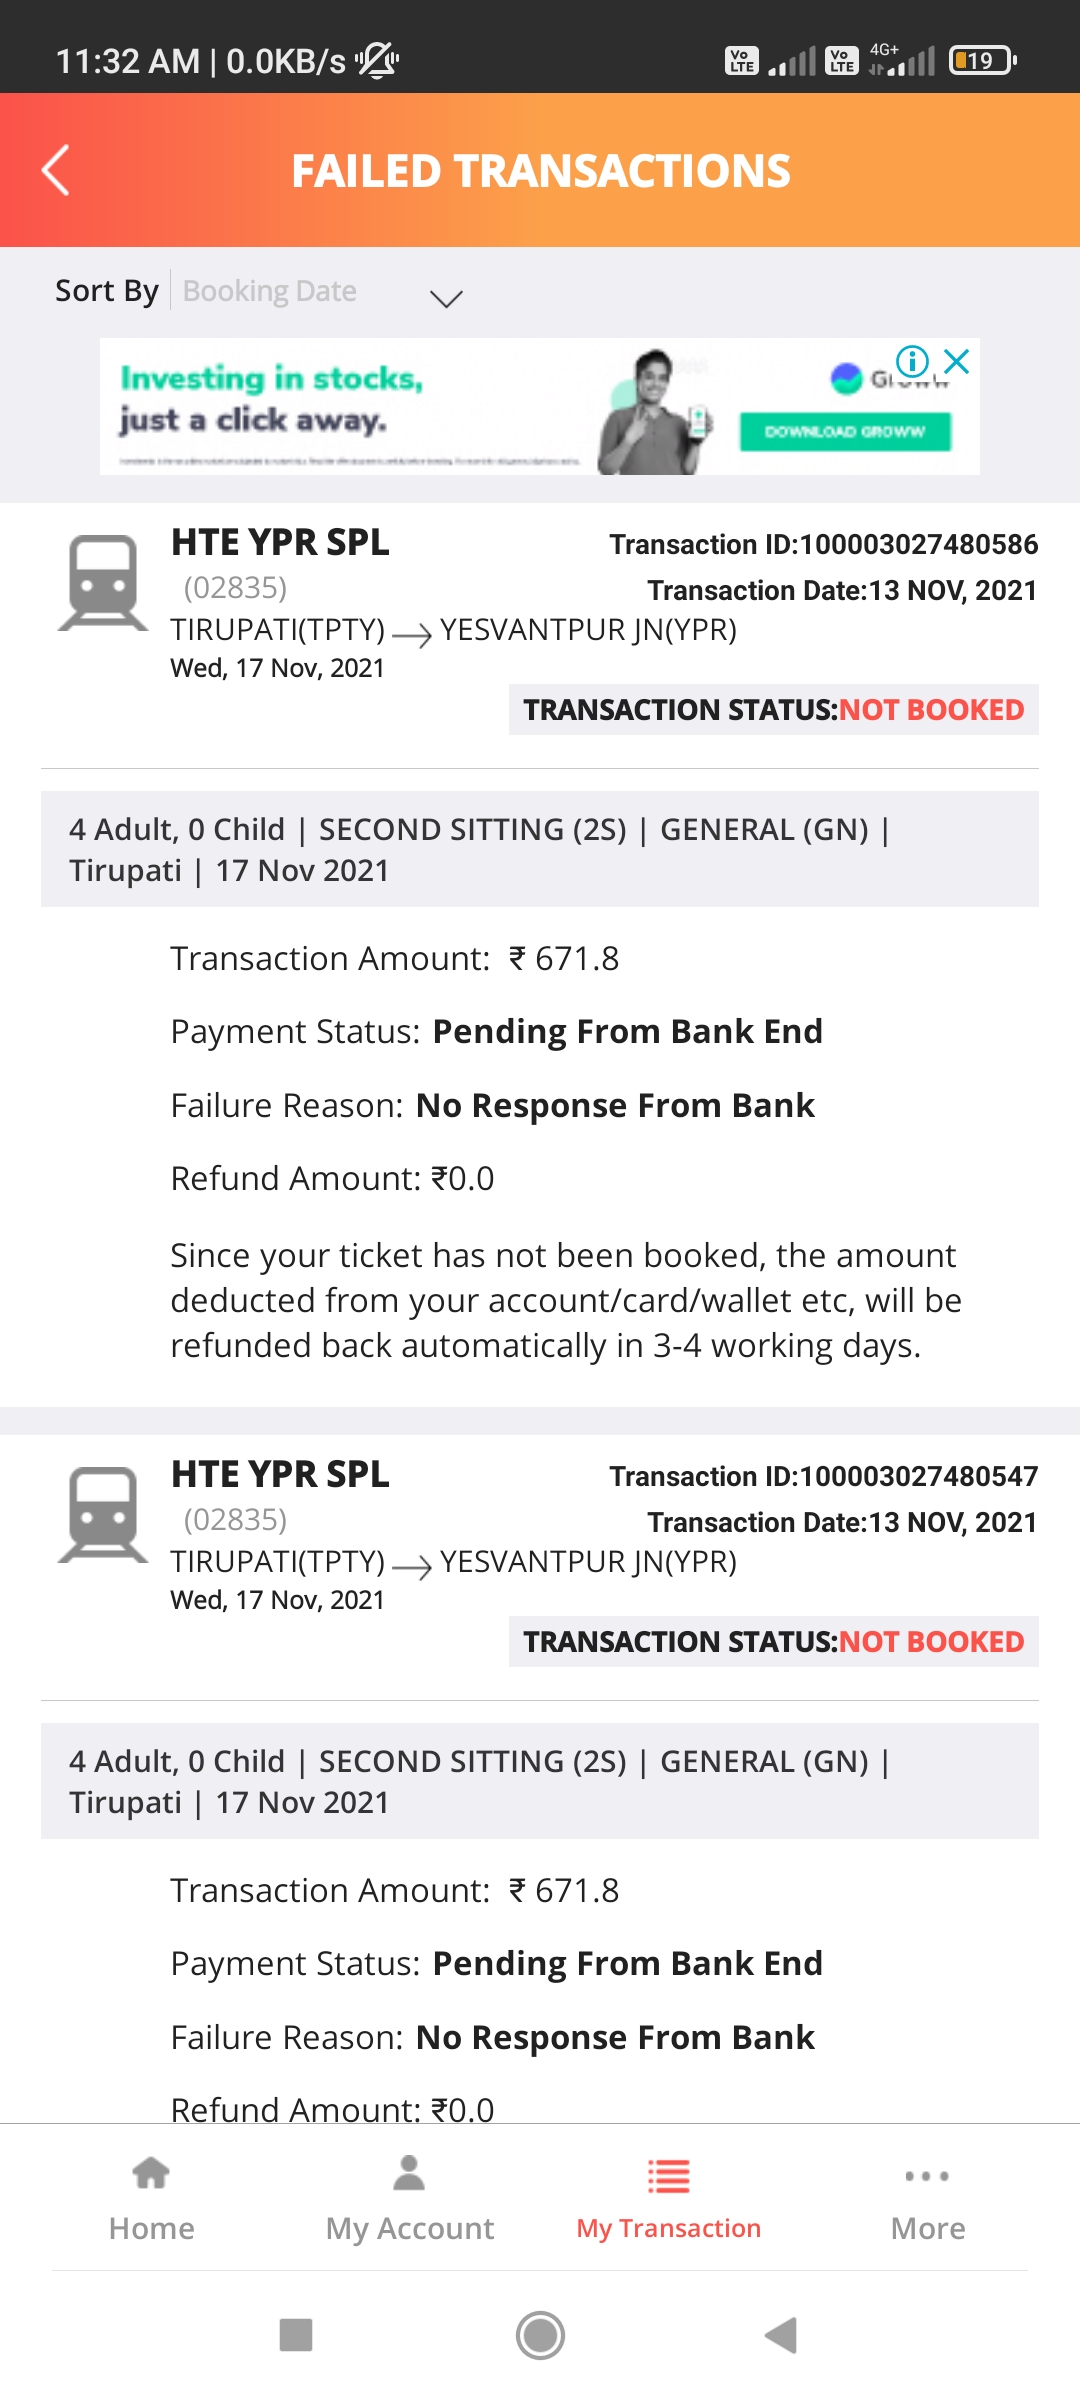 11:32 AM | 0.0KB/s
Vo LTE
Vo LTE
4G+
19
FAILED TRANSACTIONS
Sort By
Booking Date
Investing in stocks,
just a click away.
DOWNLOAD GROWW
HTE YPR SPL
Transaction ID:100003027480586
(02835)
Transaction Date:13 NOV, 2021
TIRUPATI(TPTY) → YESVANTPUR JN(YPR)
Wed, 17 Nov, 2021
TRANSACTION STATUS:NOT BOOKED
4 Adult, 0 Child | SECOND SITTING (2S) | GENERAL (GN) |
Tirupati | 17 Nov 2021
Transaction Amount: ₹ 671.8
Payment Status: Pending From Bank End
Failure Reason: No Response From Bank
Refund Amount: ₹0.0
Since your ticket has not been booked, the amount
deducted from your account/card/wallet etc, will be
refunded back automatically in 3-4 working days.
HTE YPR SPL
Transaction ID:100003027480547
(02835)
Transaction Date:13 NOV, 2021
TIRUPATI(TPTY) → YESVANTPUR JN(YPR)
Wed, 17 Nov, 2021
TRANSACTION STATUS:NOT BOOKED
4 Adult, 0 Child | SECOND SITTING (2S) | GENERAL (GN) |
Tirupati | 17 Nov 2021
Transaction Amount: ₹ 671.8
Payment Status: Pending From Bank End
Failure Reason: No Response From Bank
Refund Amount: ₹0.0
Home
My Account
My Transaction
More